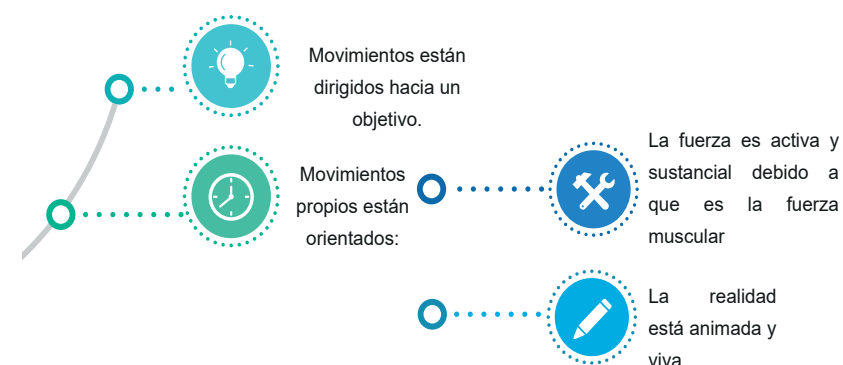 Movimientos están
dirigidos hacia un
objetivo.
Movimientos
propios están
orientados:
La fuerza es activa y
sustancial debido a
que es la fuerza
muscular
La realidad
está animada y
viva